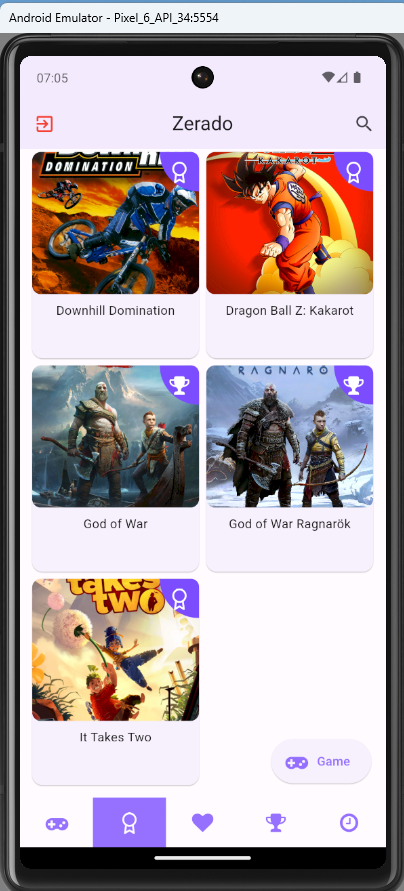 Android Emulator - Pixel_6_API_34:5554
07:05
Zerado
DOMINATION
KAKAROT
Downhill Domination
Dragon Ball Z: Kakarot
RAGNARÖ
God of War
God of War Ragnarök
takes
TWO
It Takes Two
Game